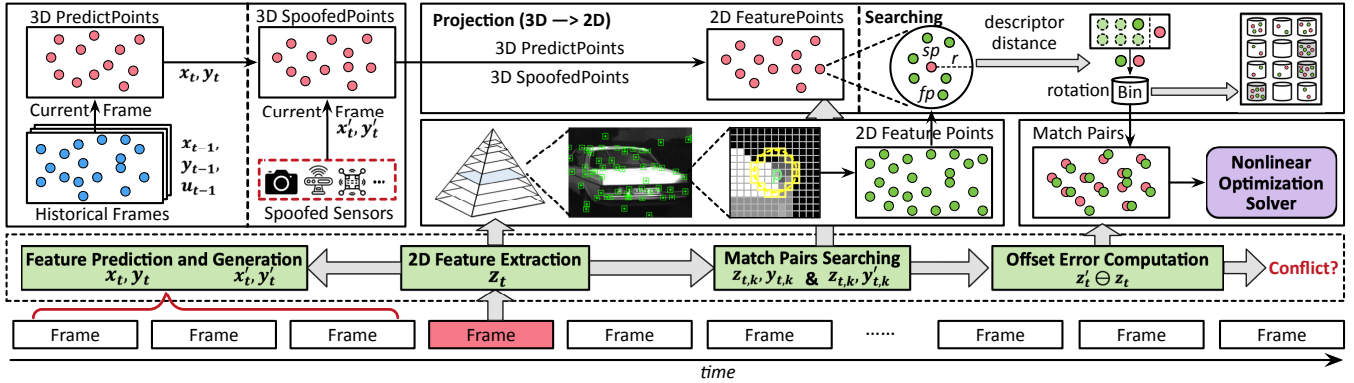 3D PredictPoints
x_t, y_t
Current Frame
x_{t−1},
y_{t−1},
u_{t−1}
Historical Frames
3D SpoofedPoints
Current Frame
x′_t, y′_t
...
Spoofed Sensors
Projection (3D —> 2D)
3D PredictPoints
3D SpoofedPoints
2D FeaturePoints
Searching
sp
r
fp
descriptor
distance
rotation
Bin
2D Feature Points
Match Pairs
Nonlinear
Optimization
Solver
Feature Prediction and Generation
x_t, y_t x′_t, y′_t
2D Feature Extraction
z_t
Match Pairs Searching
z_{t,k}, y_{t,k} & z_{t,k}, y′_{t,k}
Offset Error Computation
z′_t ⊖ z_t
Conflict?
Frame Frame Frame Frame Frame Frame ...... Frame Frame Frame
time